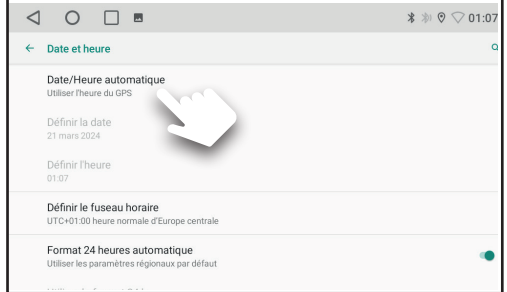 01:07
Date et heure
Date/Heure automatique
Utiliser l'heure du GPS
Définir la date
21 mars 2024
Définir l'heure
01:07
Définir le fuseau horaire
UTC+01:00 heure normale d'Europe centrale
Format 24 heures automatique
Utiliser les paramètres régionaux par défaut